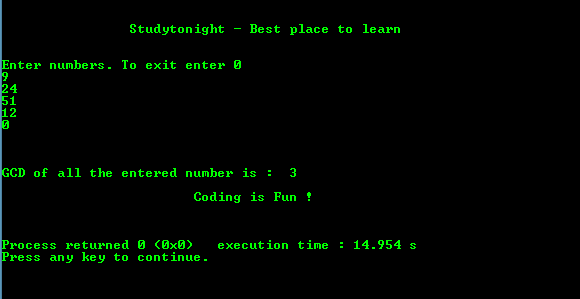 Studytonight - Best place to learn
Enter numbers. To exit enter 0
9
24
51
12
0
GCD of all the entered number is :  3
Coding is Fun !
Process returned 0 (0x0)   execution time : 14.954 s
Press any key to continue.